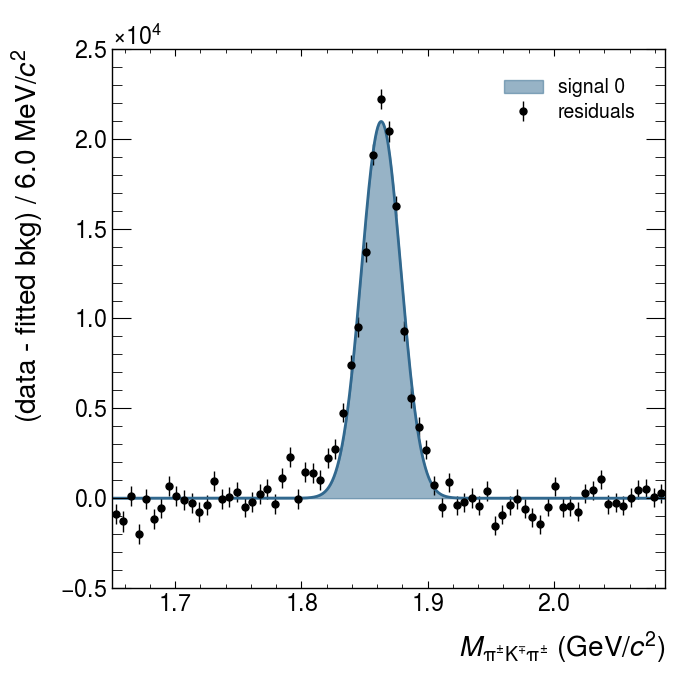 ×10⁴
2.5
2.0
1.5
1.0
0.5
0.0
−0.5
(data - fitted bkg) / 6.0 MeV/c²
signal 0
residuals
1.7 1.8 1.9 2.0
M_π±K∓π± (GeV/c²)